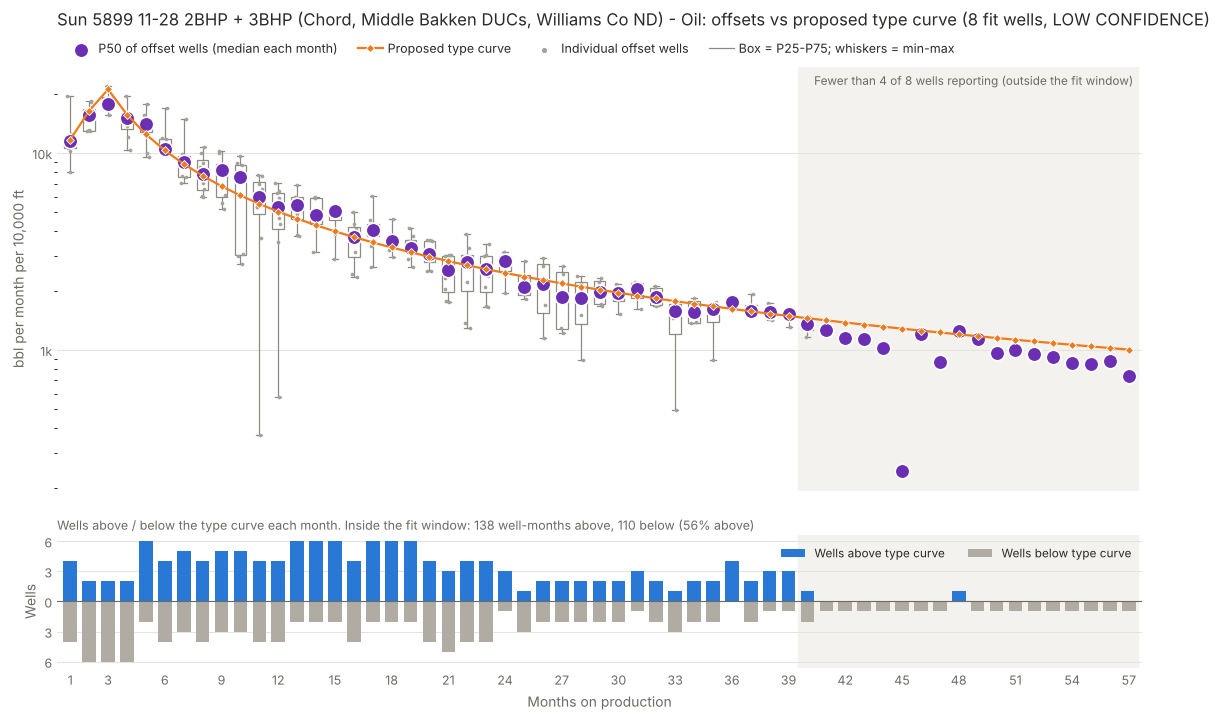 Sun 5899 11-28 2BHP + 3BHP (Chord, Middle Bakken DUCs, Williams Co ND) - Oil: offsets vs proposed type curve (8 fit wells, LOW CONFIDENCE)
P50 of offset wells (median each month)
Proposed type curve
Individual offset wells
Box = P25-P75; whiskers = min-max
Fewer than 4 of 8 wells reporting (outside the fit window)
10k
1k
bbl per month per 10,000 ft
Wells above / below the type curve each month. Inside the fit window: 138 well-months above, 110 below (56% above)
Wells above type curve
Wells below type curve
6
3
0
3
6
Wells
1 3 6 9 12 15 18 21 24 27 30 33 36 39 42 45 48 51 54 57
Months on production